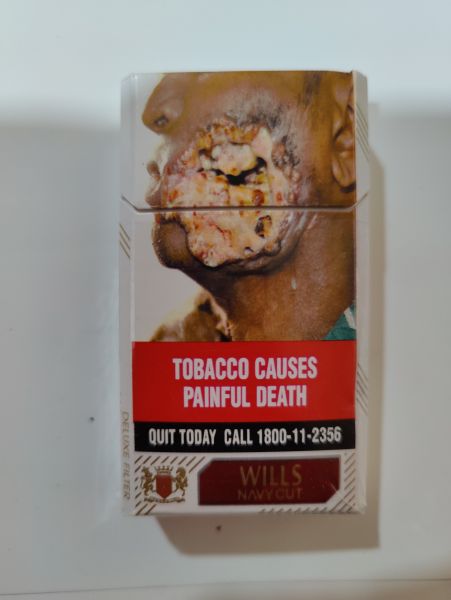 TOBACCO CAUSES
PAINFUL DEATH
QUIT TODAY CALL 1800-11-2356
DELUXE FILTER
WILLS
NAVY CUT